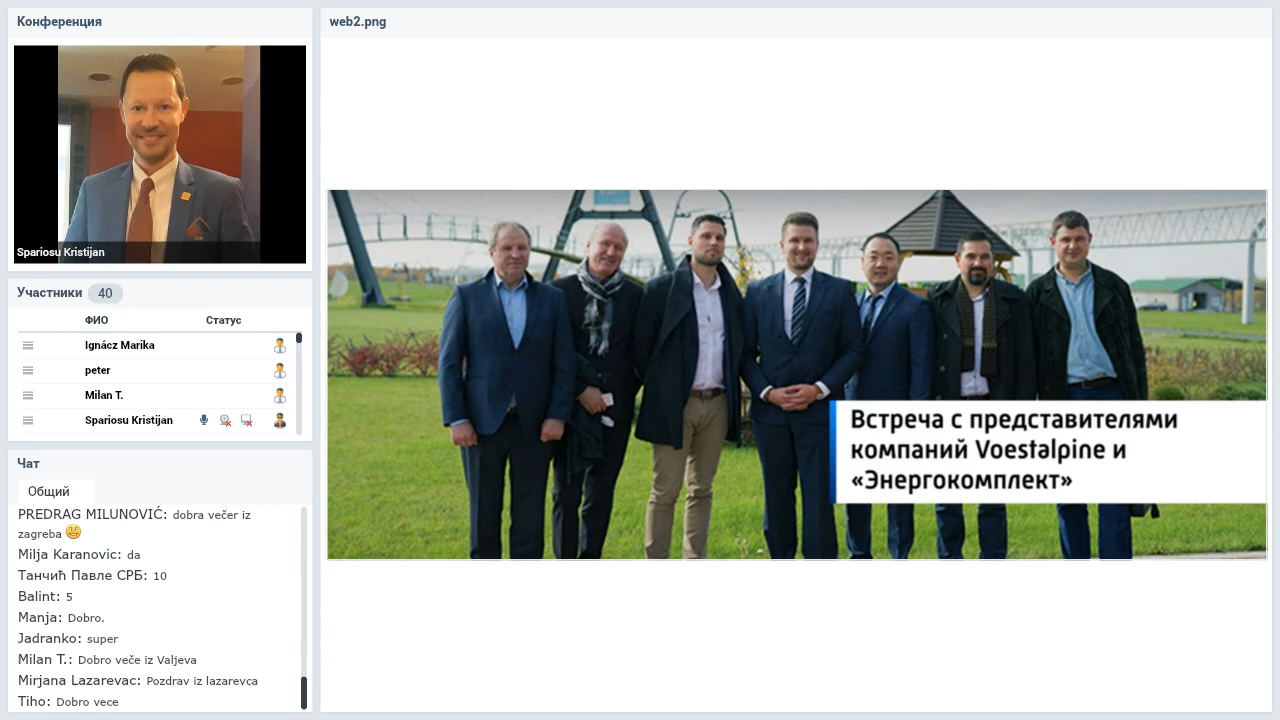 Конференция
Spariosu Kristijan
Участники 40
ФИО Статус
Ignácz Marika
peter
Milan T.
Spariosu Kristijan
Чат
Общий
PREDRAG MILUNOVIĆ: dobra večer iz
zagreba
Milja Karanovic: da
Танчић Павле СРБ: 10
Balint: 5
Manja: Dobro.
Jadranko: super
Milan T.: Dobro veče iz Valjeva
Mirjana Lazarevac: Pozdrav iz lazarevca
Tiho: Dobro vece
web2.png
Встреча с представителями
компаний Voestalpine и
«Энергокомплект»